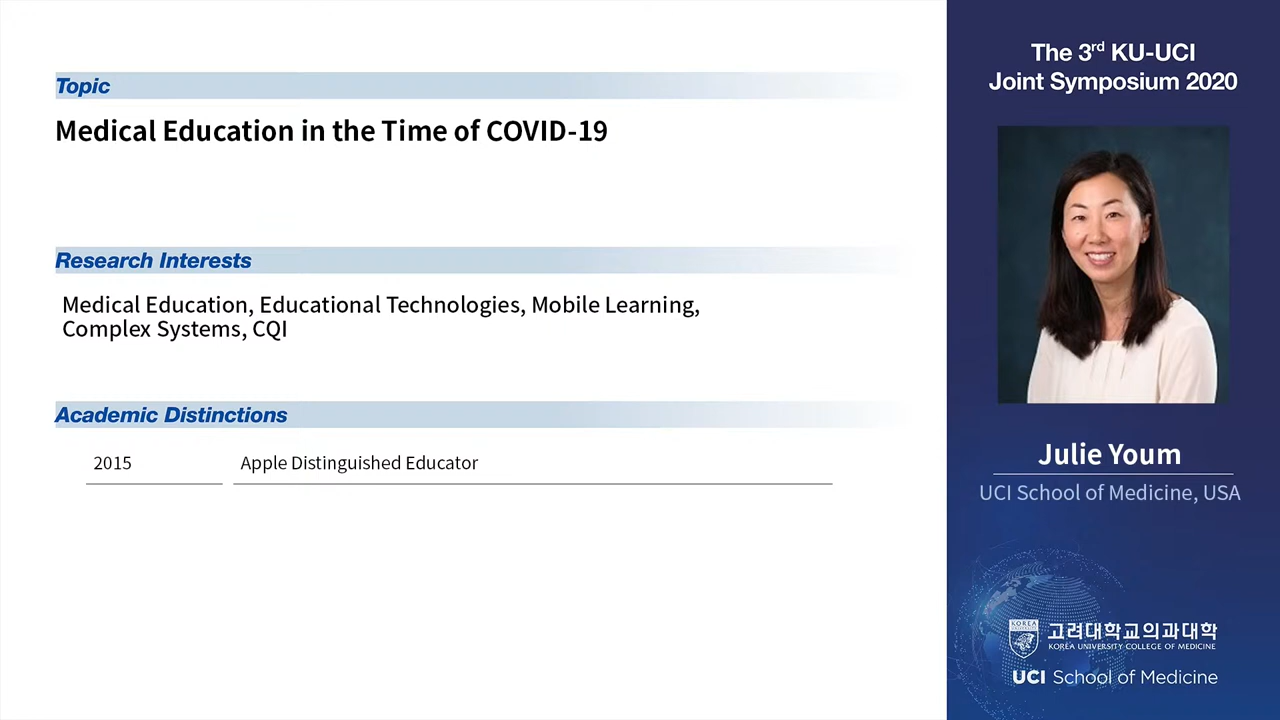 Topic
Medical Education in the Time of COVID-19
Research Interests
Medical Education, Educational Technologies, Mobile Learning,
Complex Systems, CQI
Academic Distinctions
2015 Apple Distinguished Educator
The 3rd KU-UCI
Joint Symposium 2020
Julie Youm
UCI School of Medicine, USA
KOREA
고려대학교의과대학
KOREA UNIVERSITY COLLEGE OF MEDICINE
UCI School of Medicine